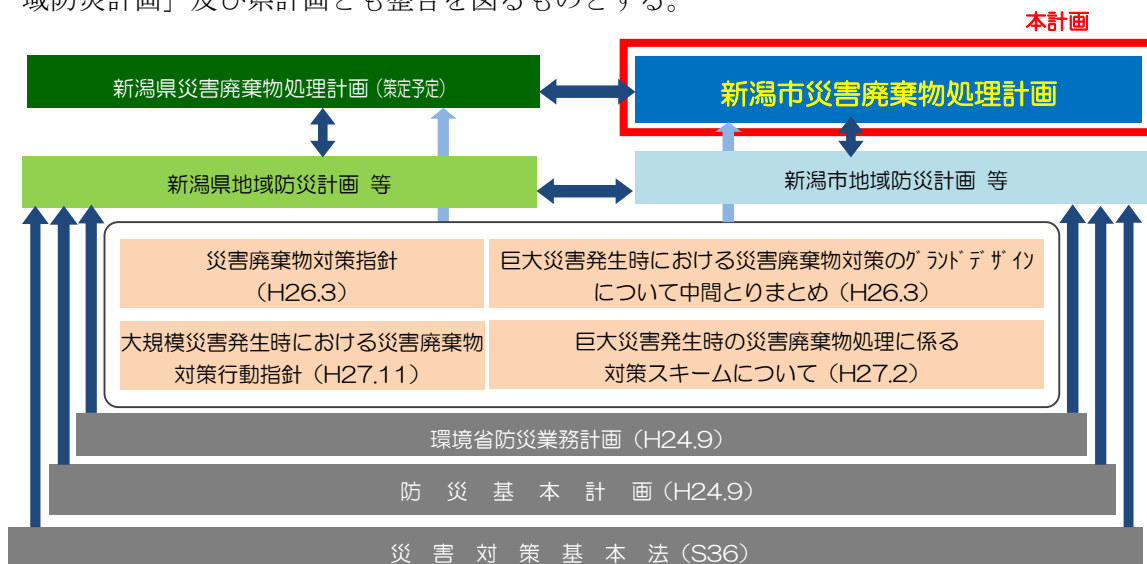 域防災計画」及び県計画とも整合を図るものとする。
本計画
新潟県災害廃棄物処理計画(策定予定)
新潟市災害廃棄物処理計画
新潟県地域防災計画 等
新潟市地域防災計画 等
災害廃棄物対策指針
(H26.3)
巨大災害発生時における災害廃棄物対策のグランドデザイン
について中間とりまとめ(H26.3)
大規模災害発生時における災害廃棄物
対策行動指針(H27.11)
巨大災害発生時の災害廃棄物処理に係る
対策スキームについて(H27.2)
環境省防災業務計画(H24.9)
防 災 基 本 計 画(H24.9)
災 害 対 策 基 本 法(S36)